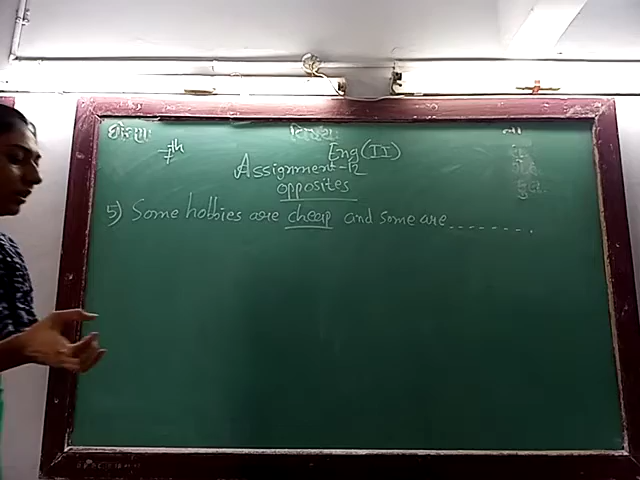 7th
Eng(II)
Assignment-12
opposites
5) Some hobbies are cheap and some are ........